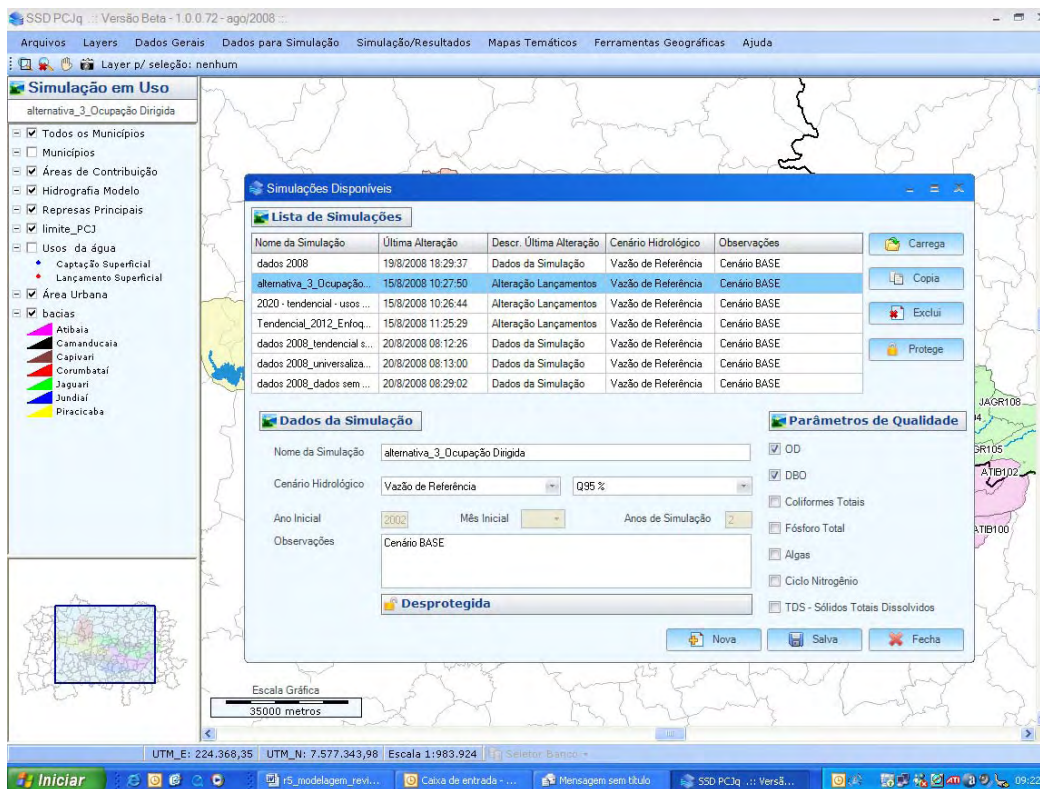 SSD PCJq .:: Versão Beta - 1.0.0.72 - ago/2008 ::.
Arquivos Layers Dados Gerais Dados para Simulação Simulação/Resultados Mapas Temáticos Ferramentas Geográficas Ajuda
Layer p/ seleção: nenhum
Simulação em Uso
alternativa_3_Ocupação Dirigida
Todos os Municípios
Municípios
Áreas de Contribuição
Hidrografia Modelo
Represas Principais
limite_PCJ
Usos da água
Captação Superficial
Lançamento Superficial
Área Urbana
bacias
Atibaia
Camanducaia
Capivari
Corumbataí
Jaguari
Jundiaí
Piracicaba
Simulações Disponíveis
Lista de Simulações
Nome da Simulação Última Alteração Descr. Última Alteração Cenário Hidrológico Observações
dados 2008 19/8/2008 18:29:37 Dados da Simulação Vazão de Referência Cenário BASE
alternativa_3_Ocupação... 15/8/2008 10:27:50 Alteração Lançamentos Vazão de Referência Cenário BASE
2020 - tendencial - usos ... 15/8/2008 10:26:44 Alteração Lançamentos Vazão de Referência Cenário BASE
Tendencial_2012_Enfoq... 15/8/2008 11:25:29 Alteração Lançamentos Vazão de Referência Cenário BASE
dados 2008_tendencial s... 20/8/2008 08:12:26 Dados da Simulação Vazão de Referência Cenário BASE
dados 2008_universaliza... 20/8/2008 08:13:00 Dados da Simulação Vazão de Referência Cenário BASE
dados 2008_dados sem ... 20/8/2008 08:29:02 Dados da Simulação Vazão de Referência Cenário BASE
Carrega
Copia
Exclui
Protege
Dados da Simulação
Nome da Simulação alternativa_3_Ocupação Dirigida
Cenário Hidrológico Vazão de Referência Q95 %
Ano Inicial 2002 Mês Inicial Anos de Simulação 2
Observações Cenário BASE
Desprotegida
Parâmetros de Qualidade
OD
DBO
Coliformes Totais
Fósforo Total
Algas
Ciclo Nitrogênio
TDS - Sólidos Totais Dissolvidos
Nova Salva Fecha
JAGR108
ATIB102
ATIB100
Escala Gráfica
35000 metros
UTM_E: 224.368,35 UTM_N: 7.577.343,98 Escala 1:983.924 Seletor Banco
Iniciar r5_modelagem_revi... Caixa de entrada - ... Mensagem sem título SSD PCJq .:: Versã... 09:22